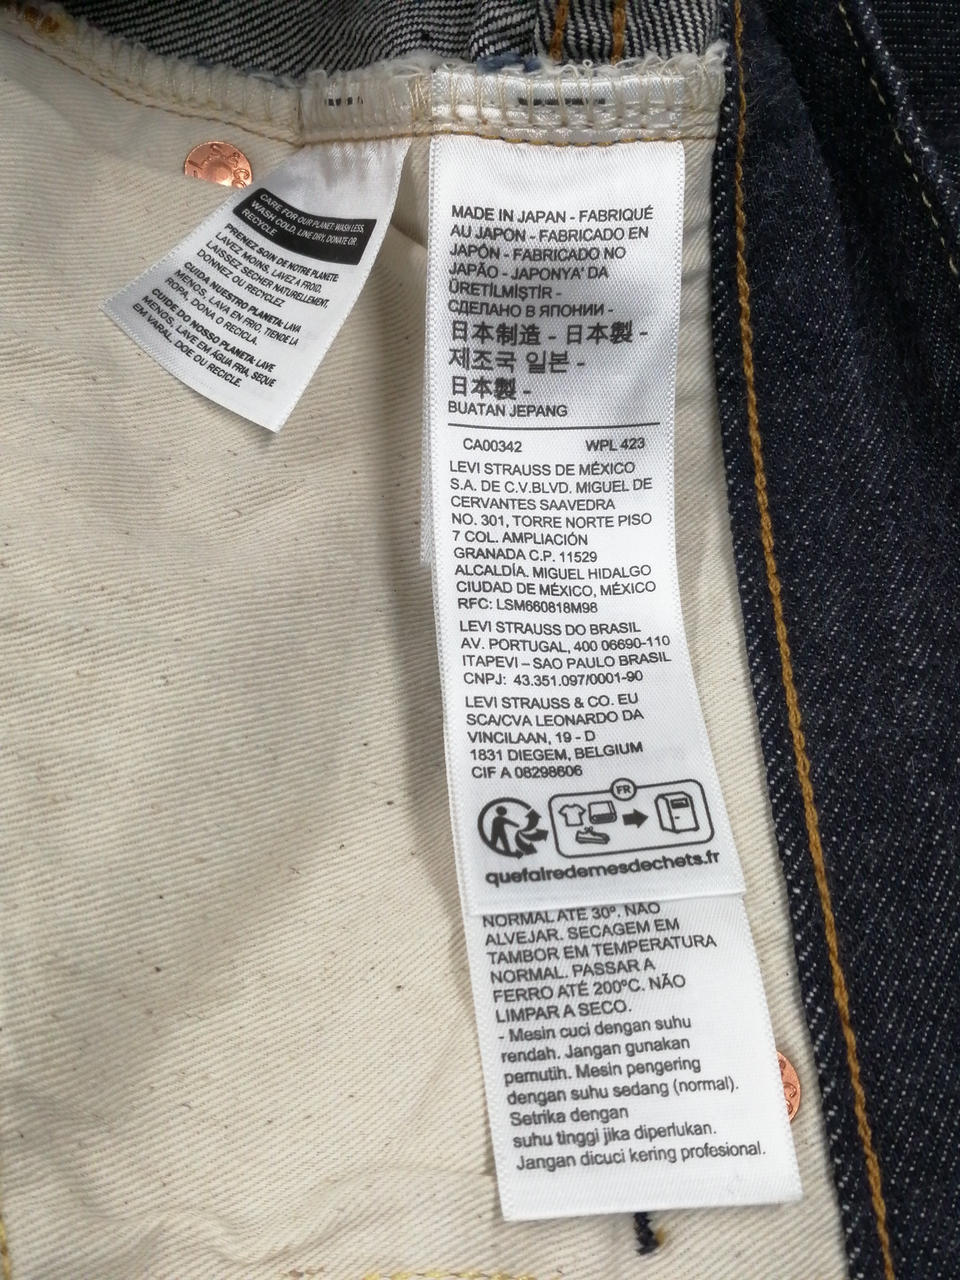 CARE FOR OUR PLANET: WASH LESS,
WASH COLD, LINE DRY, DONATE OR
RECYCLE
PRENEZ SOIN DE NOTRE PLANETE
LAVEZ MOINS, LAVEZ A FROID,
LAISSEZ SECHER NATURELLEMENT,
DONNEZ OU RECYCLEZ
CUIDA NUESTRO PLANETA: LAVA
MENOS, LAVA EN FRIO, TIENDE LA
ROPA, DONA O RECICLA.
CUIDE DO NOSSO PLANETA: LAVE
MENOS, LAVE EM ÁGUA FRIA, SEQUE
EM VARAL, DOE OU RECICLE.
MADE IN JAPAN - FABRIQUÉ
AU JAPON - FABRICADO EN
JAPÓN - FABRICADO NO
JAPÃO - JAPONYA' DA
ÜRETİLMİŞTİR -
СДЕЛАНО В ЯПОНИИ -
日本制造 - 日本製 -
제조국 일본 -
日本製 -
BUATAN JEPANG
CA00342 WPL 423
LEVI STRAUSS DE MÉXICO
S.A. DE C.V.BLVD. MIGUEL DE
CERVANTES SAAVEDRA
NO. 301, TORRE NORTE PISO
7 COL. AMPLIACIÓN
GRANADA C.P. 11529
ALCALDÍA. MIGUEL HIDALGO
CIUDAD DE MÉXICO, MÉXICO
RFC: LSM660818M98
LEVI STRAUSS DO BRASIL
AV. PORTUGAL, 400 06690-110
ITAPEVI – SAO PAULO BRASIL
CNPJ: 43.351.097/0001-90
LEVI STRAUSS & CO. EU
SCA/CVA LEONARDO DA
VINCILAAN, 19 - D
1831 DIEGEM, BELGIUM
CIF A 08298606
FR
quefairedemesdechets.fr
NORMAL ATÉ 30º. NÃO
ALVEJAR. SECAGEM EM
TAMBOR EM TEMPERATURA
NORMAL. PASSAR A
FERRO ATÉ 200ºC. NÃO
LIMPAR A SECO.
- Mesin cuci dengan suhu
rendah. Jangan gunakan
pemutih. Mesin pengering
dengan suhu sedang (normal).
Setrika dengan
suhu tinggi jika diperlukan.
Jangan dicuci kering profesional.